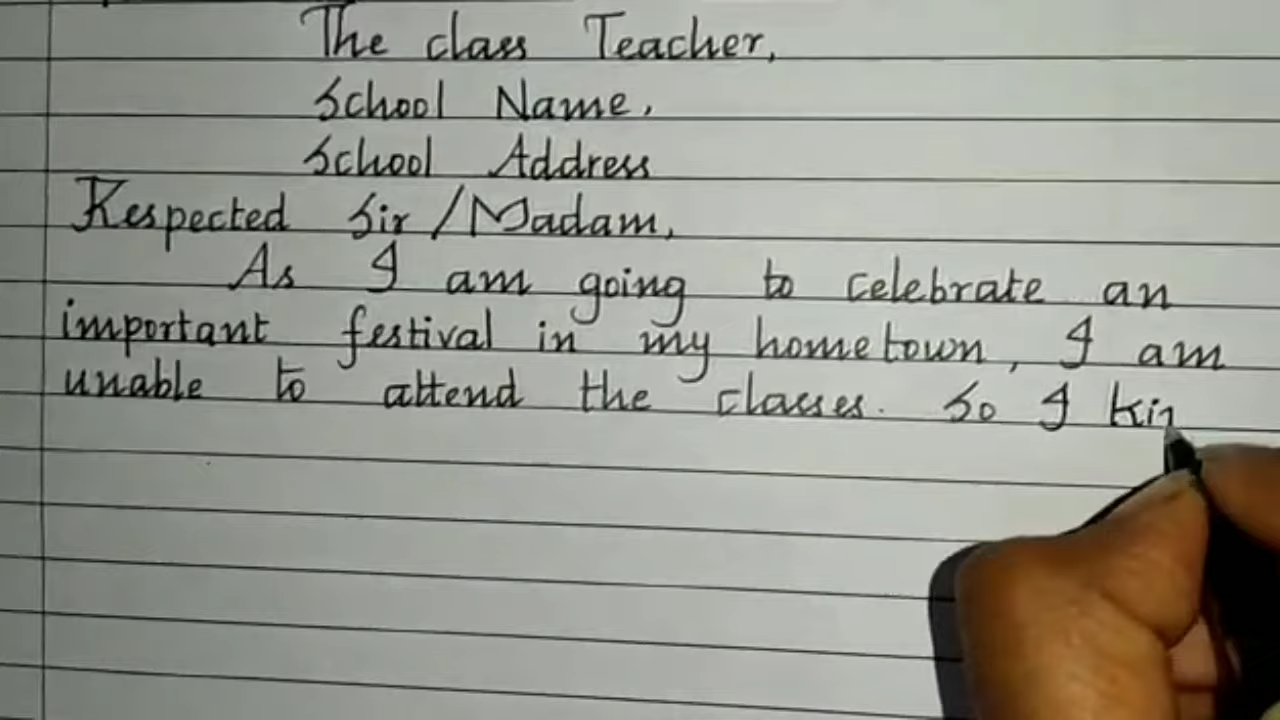 The class Teacher,
School Name,
School Address
Respected Sir/Madam,
As I am going to celebrate an
important festival in my hometown, I am
unable to attend the classes. So I Kin